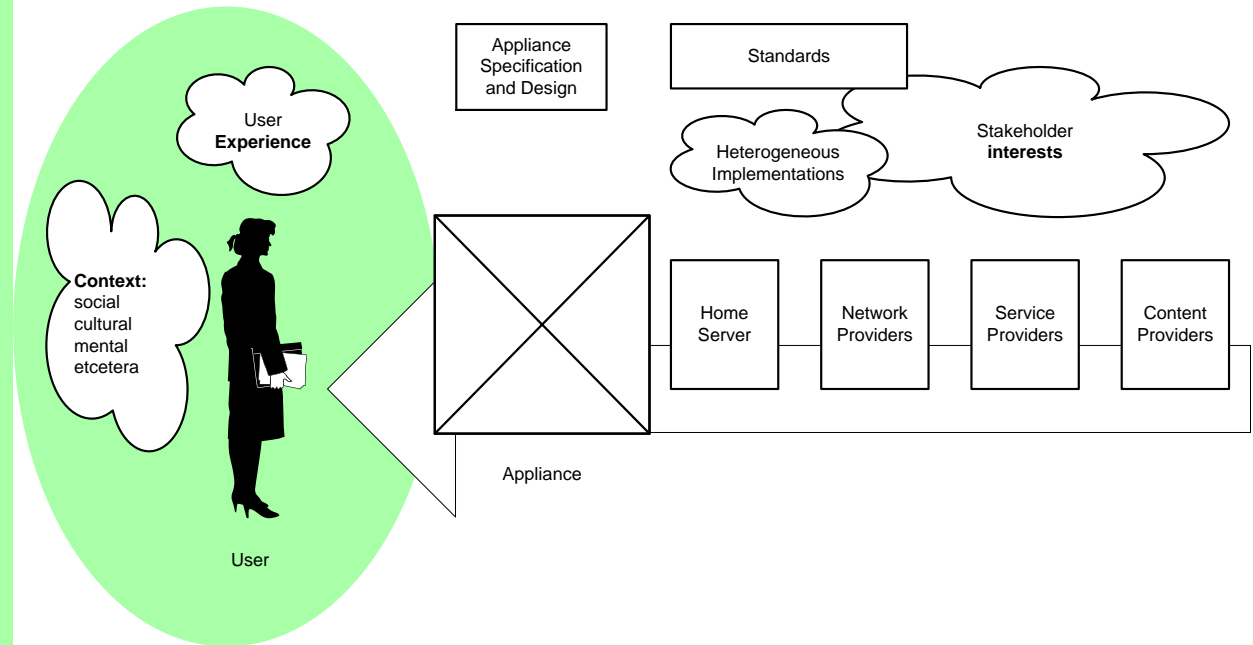 User
Experience
Context:
social
cultural
mental
etcetera
User
Appliance
Specification
and Design
Appliance
Standards
Heterogeneous
Implementations
Stakeholder
interests
Home
Server
Network
Providers
Service
Providers
Content
Providers